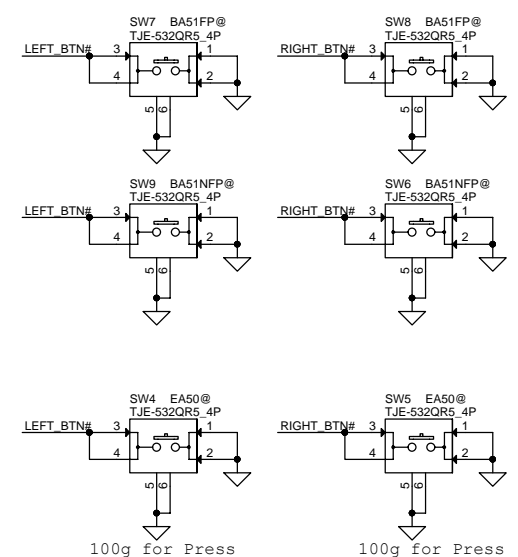 SW7 BA51FP@
TJE-532QR5_4P
LEFT_BTN# 3 1
4 2
5 6
SW8 BA51FP@
TJE-532QR5_4P
RIGHT_BTN# 3 1
4 2
5 6
SW9 BA51NFP@
TJE-532QR5_4P
LEFT_BTN# 3 1
4 2
5 6
SW6 BA51NFP@
TJE-532QR5_4P
RIGHT_BTN# 3 1
4 2
5 6
SW4 EA50@
TJE-532QR5_4P
LEFT_BTN# 3 1
4 2
5 6
100g for Press
SW5 EA50@
TJE-532QR5_4P
RIGHT_BTN# 3 1
4 2
5 6
100g for Press